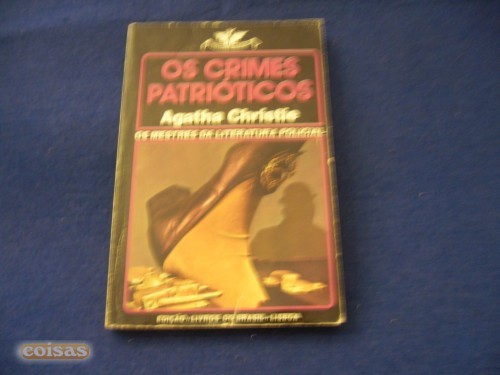 OS CRIMES
PATRIÓTICOS
Agatha Christie
OS MESTRES DA LITERATURA POLICIAL
EDIÇÃO "LIVROS DO BRASIL" LISBOA
coisas